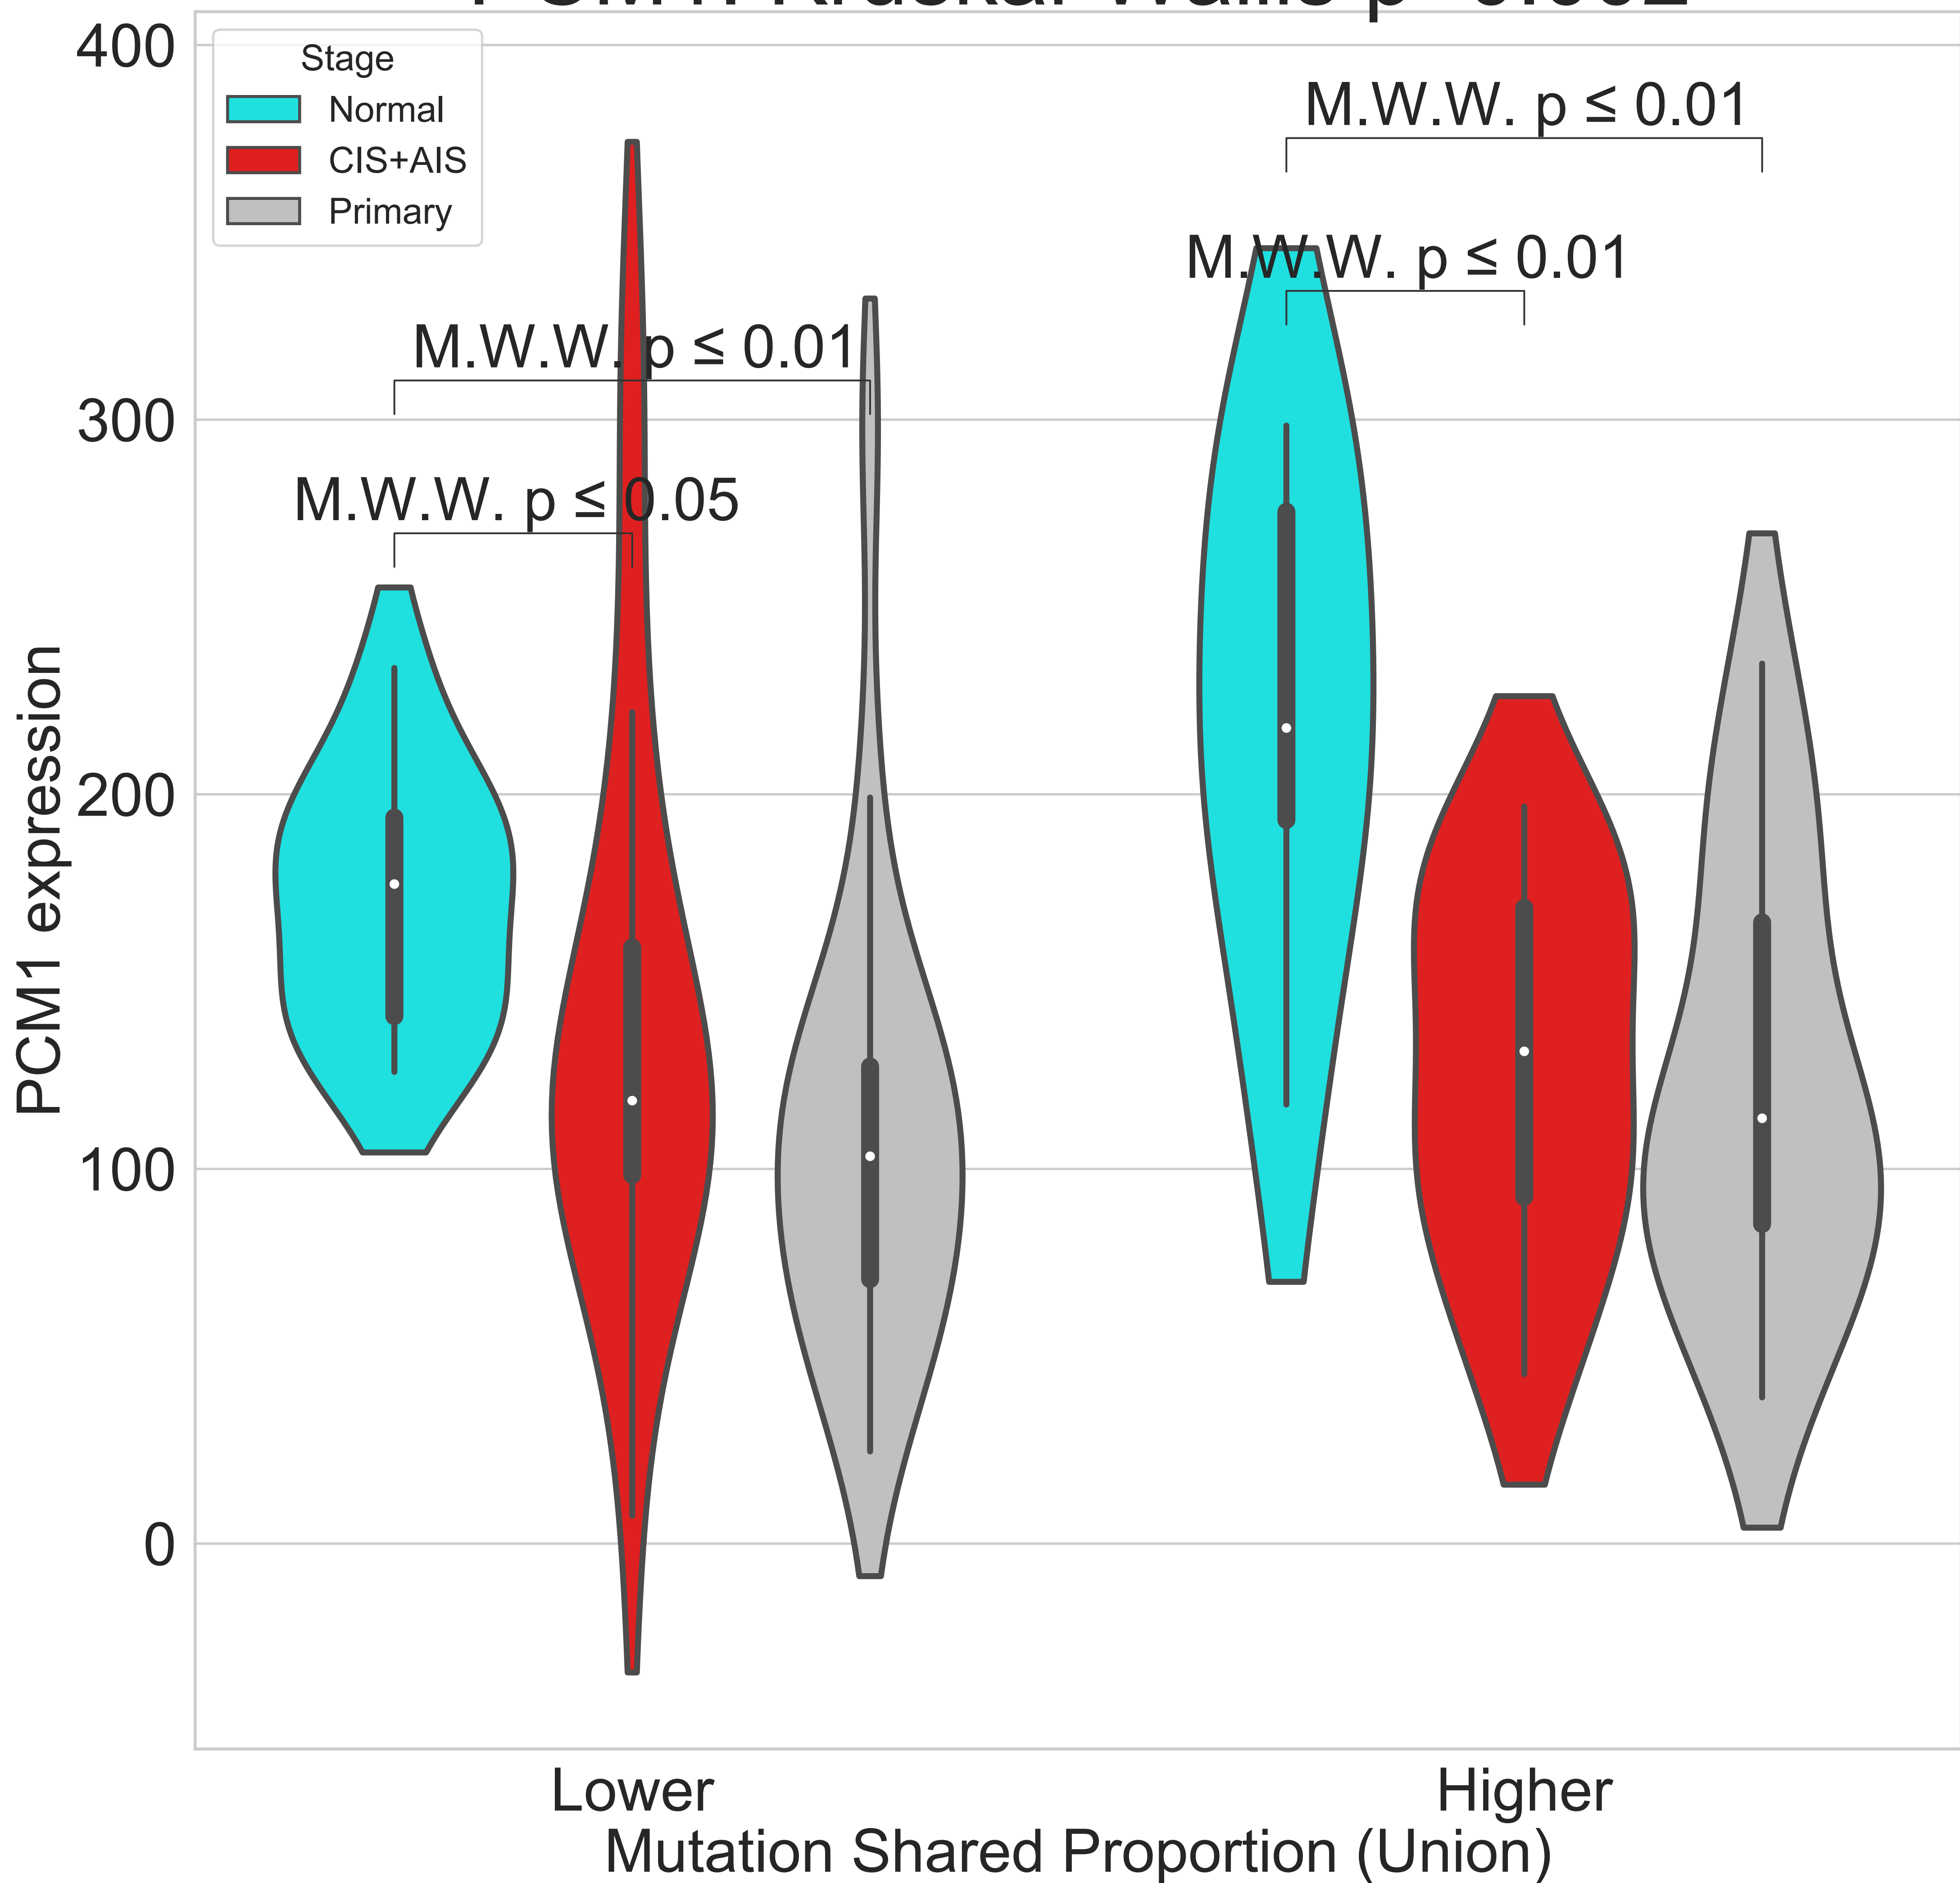 400
Stage
Normal
CIS+AIS
Primary
M.W.W. p ≤ 0.01
M.W.W. p ≤ 0.01
M.W.W. p ≤ 0.01
300
M.W.W. p ≤ 0.05
PCM1 expression
200
100
0
Lower
Higher
Mutation Shared Proportion (Union)